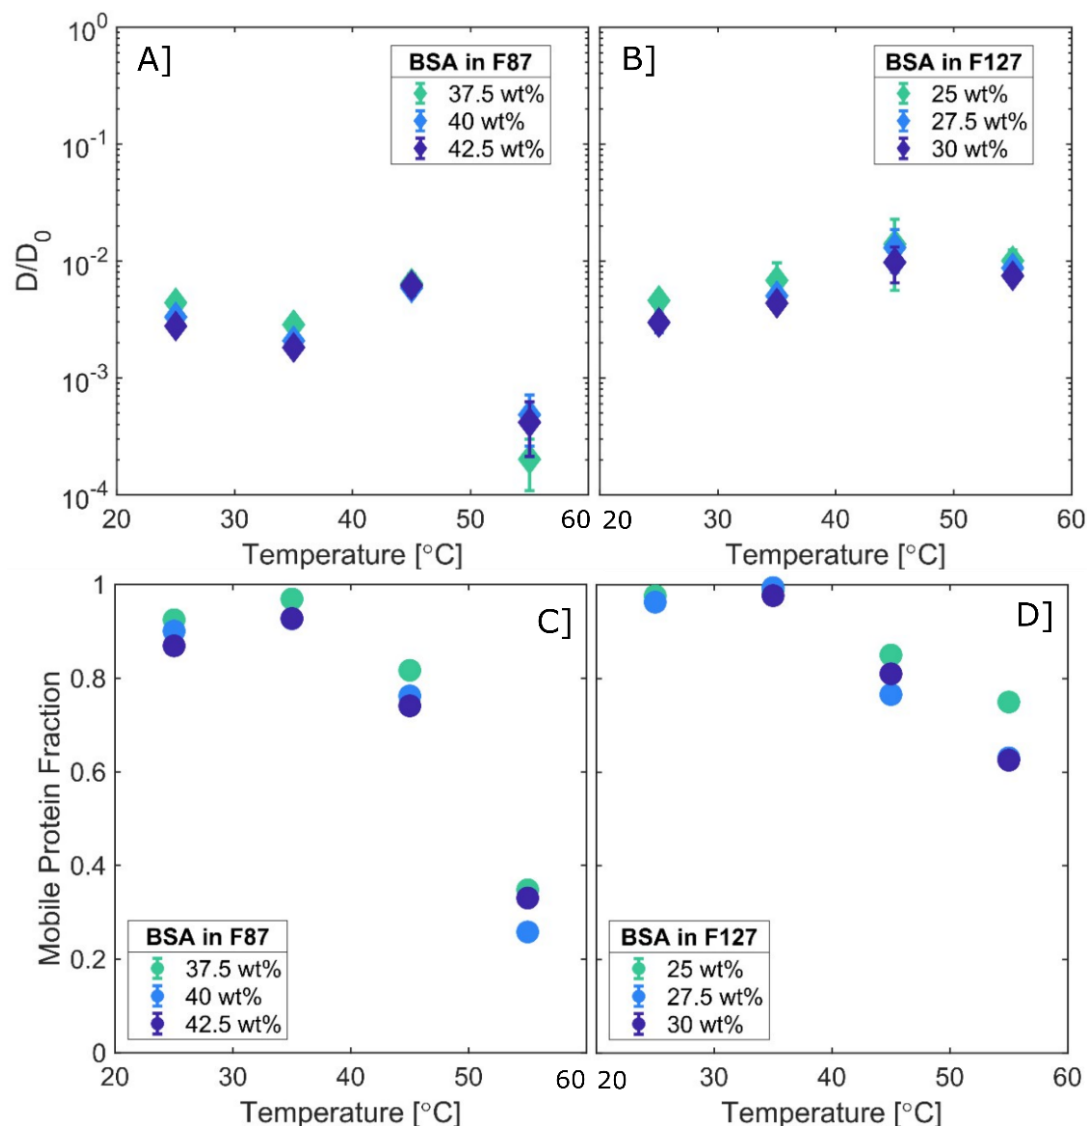 A]
BSA in F87
37.5 wt%
40 wt%
42.5 wt%
B]
BSA in F127
25 wt%
27.5 wt%
30 wt%
D/D0
10^0
10^-1
10^-2
10^-3
10^-4
20 30 40 50 60
Temperature [°C]
20 30 40 50 60
Temperature [°C]
C]
BSA in F87
37.5 wt%
40 wt%
42.5 wt%
D]
BSA in F127
25 wt%
27.5 wt%
30 wt%
Mobile Protein Fraction
1
0.8
0.6
0.4
0.2
0
20 30 40 50 60
Temperature [°C]
20 30 40 50 60
Temperature [°C]